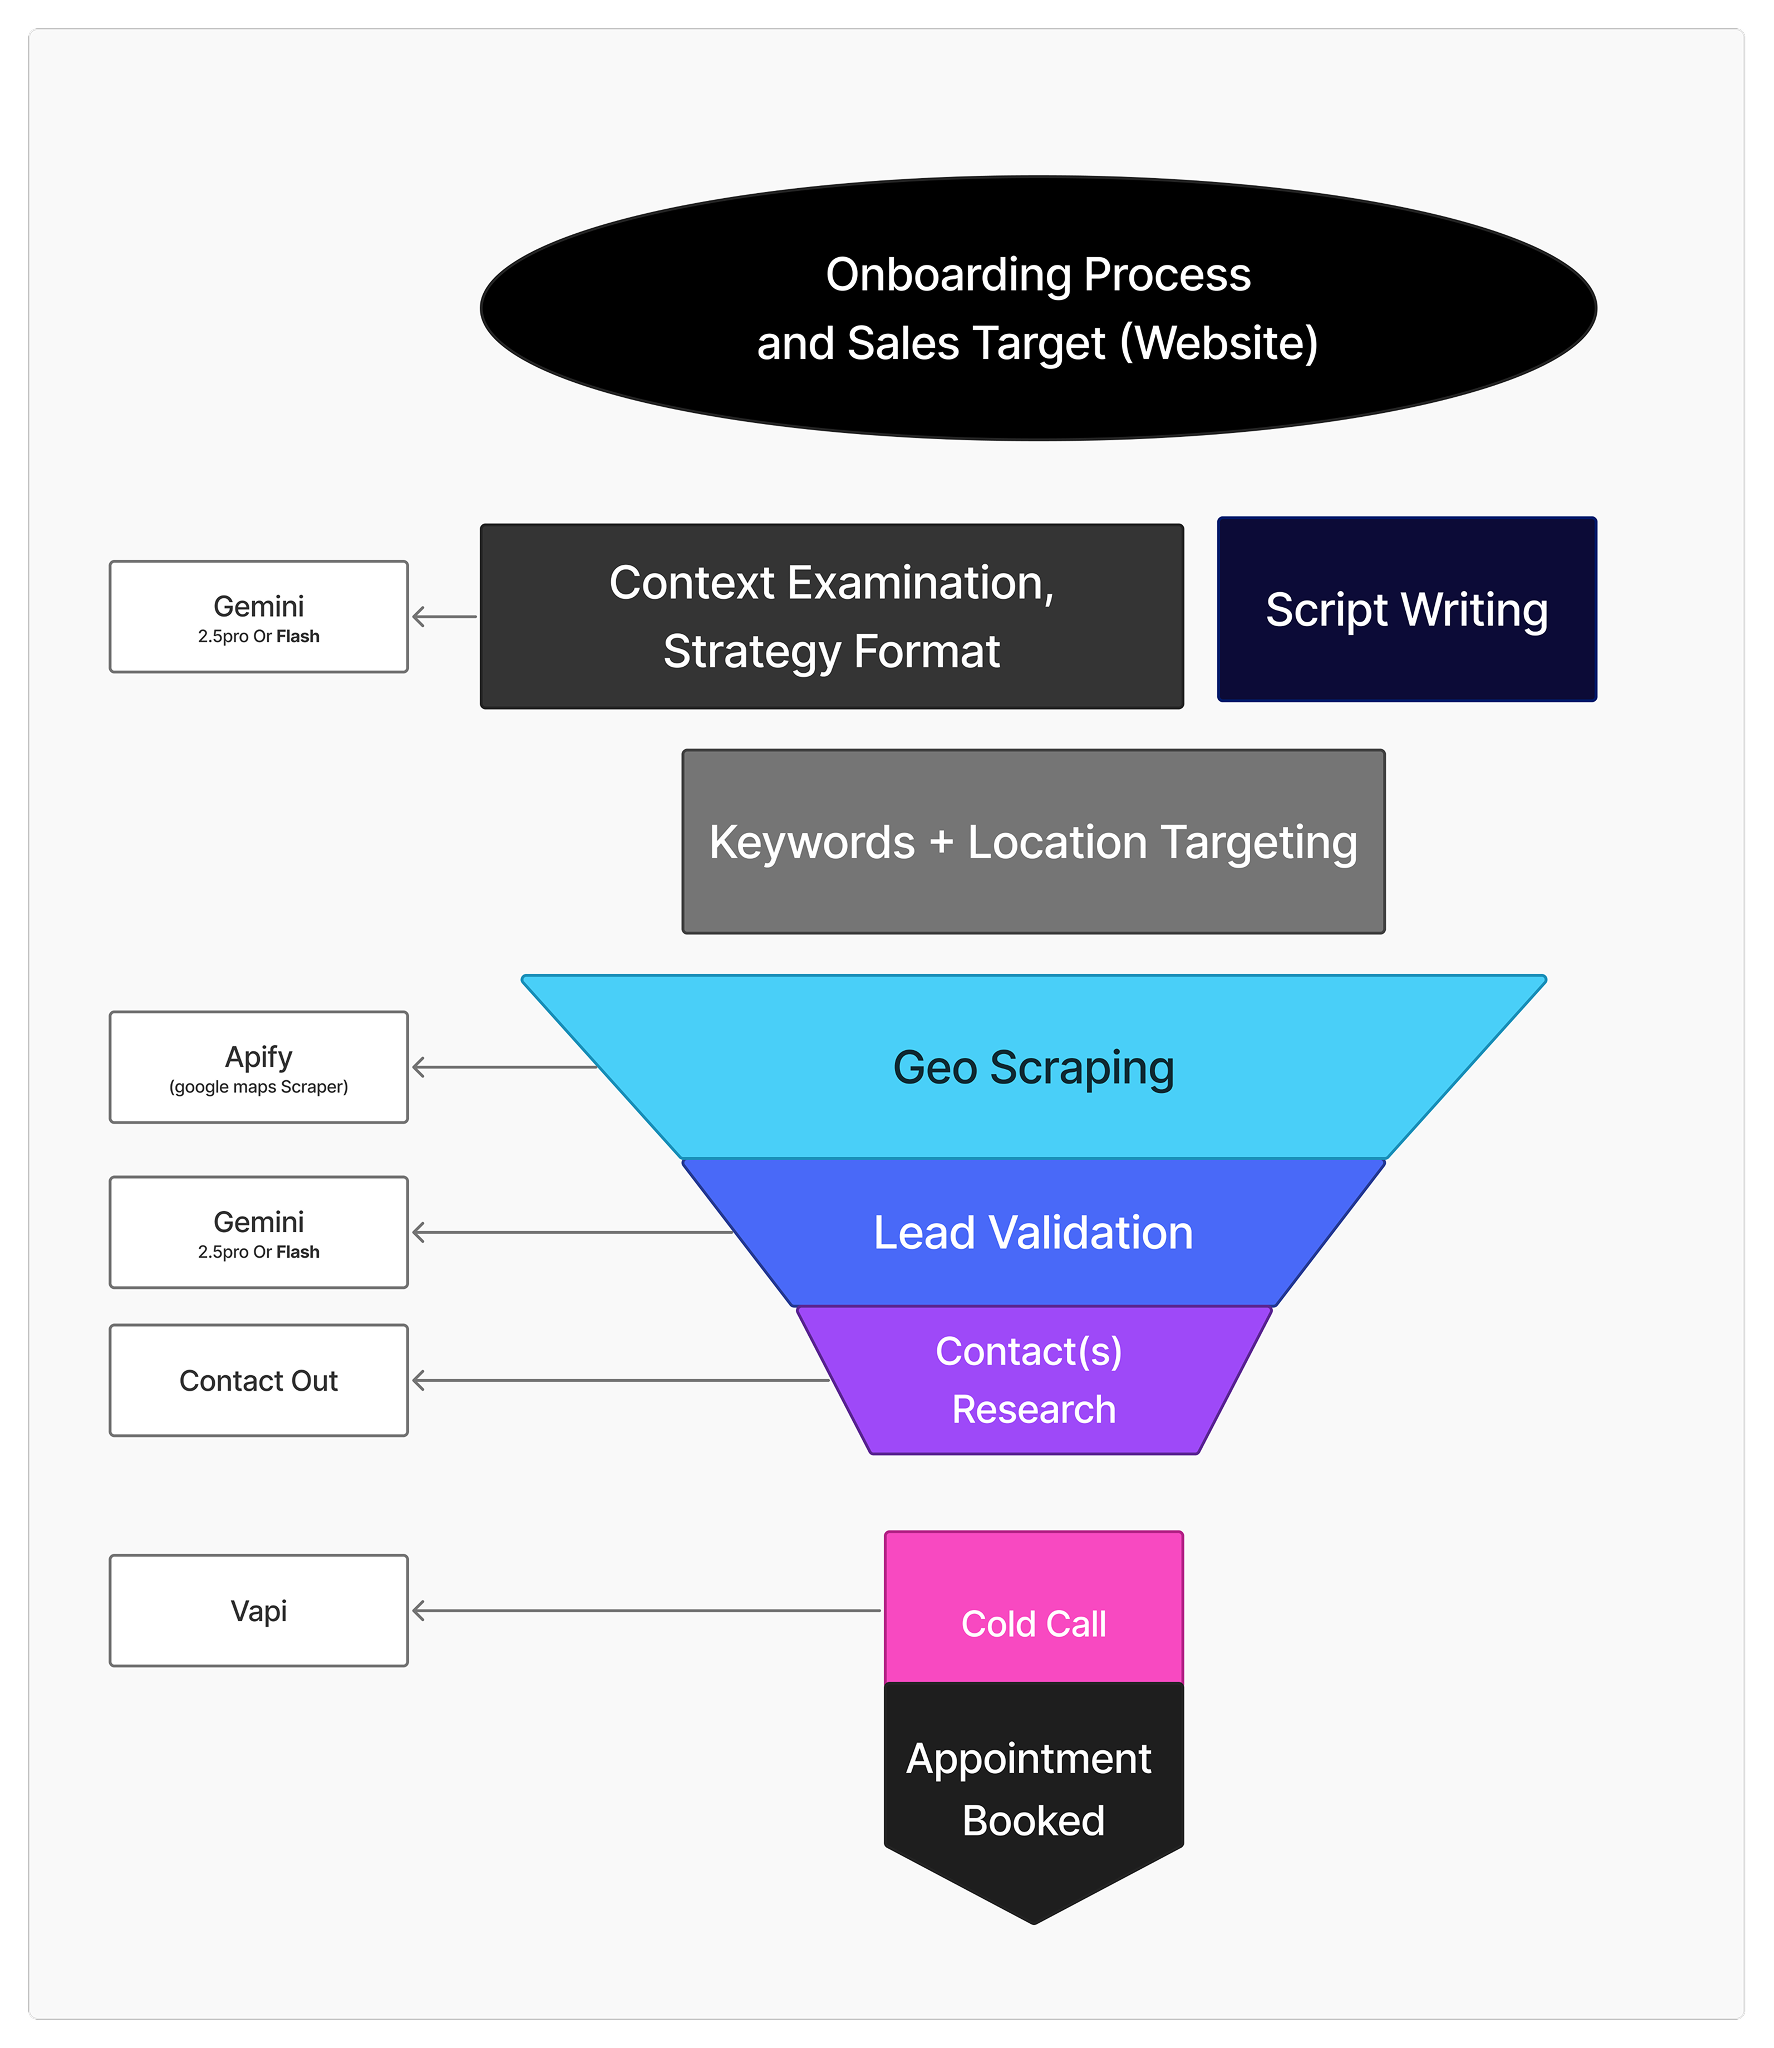 Onboarding Process
and Sales Target (Website)
Gemini
2.5pro Or Flash
Context Examination,
Strategy Format
Script Writing
Keywords + Location Targeting
Apify
(google maps Scraper)
Geo Scraping
Gemini
2.5pro Or Flash
Lead Validation
Contact Out
Contact(s)
Research
Vapi
Cold Call
Appointment
Booked